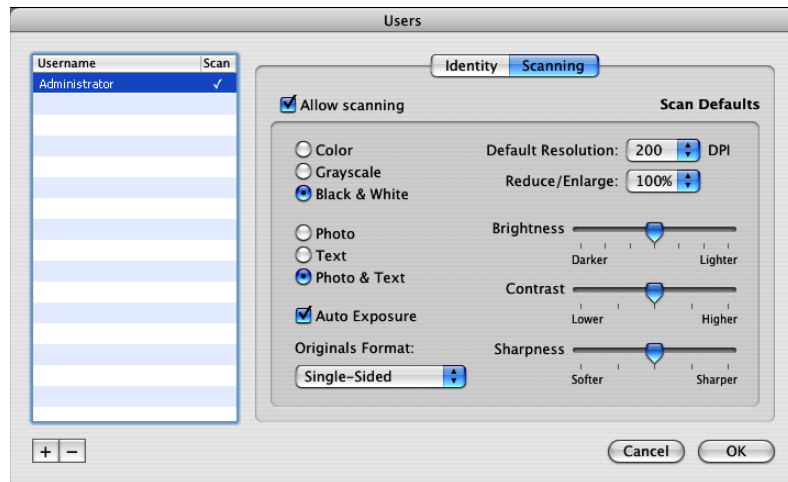 Users
Username Scan
Administrator ✓
Identity Scanning
Allow scanning
Scan Defaults
Color
Grayscale
Black & White
Default Resolution: 200 DPI
Reduce/Enlarge: 100%
Photo
Text
Photo & Text
Brightness
Darker Lighter
Contrast
Lower Higher
Auto Exposure
Originals Format:
Single-Sided
Sharpness
Softer Sharper
+ −
Cancel OK